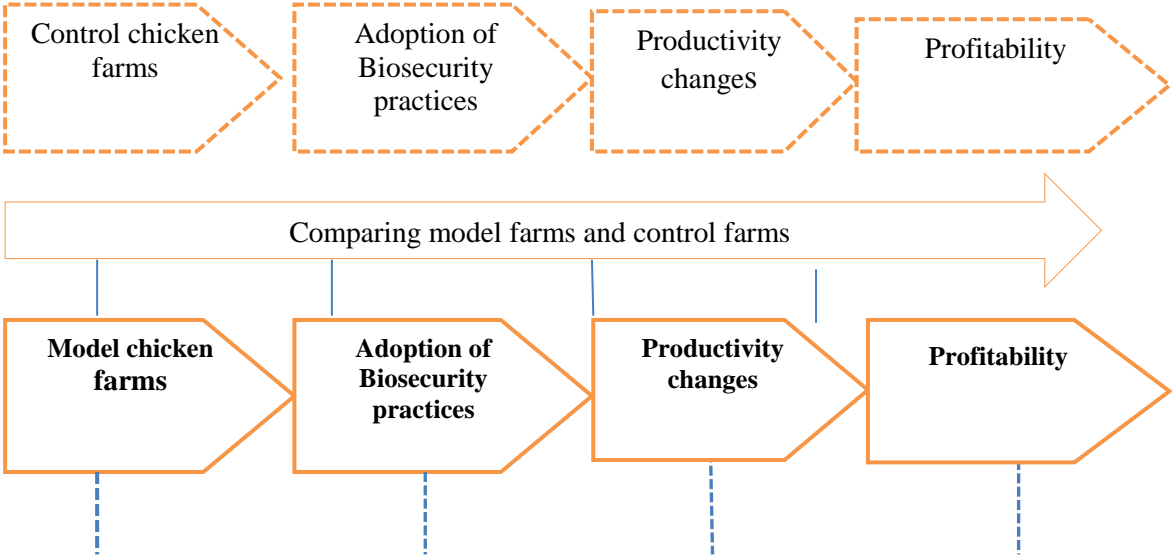 Control chicken
farms
Adoption of
Biosecurity
practices
Productivity
changes
Profitability
Comparing model farms and control farms
Model chicken
farms
Adoption of
Biosecurity
practices
Productivity
changes
Profitability